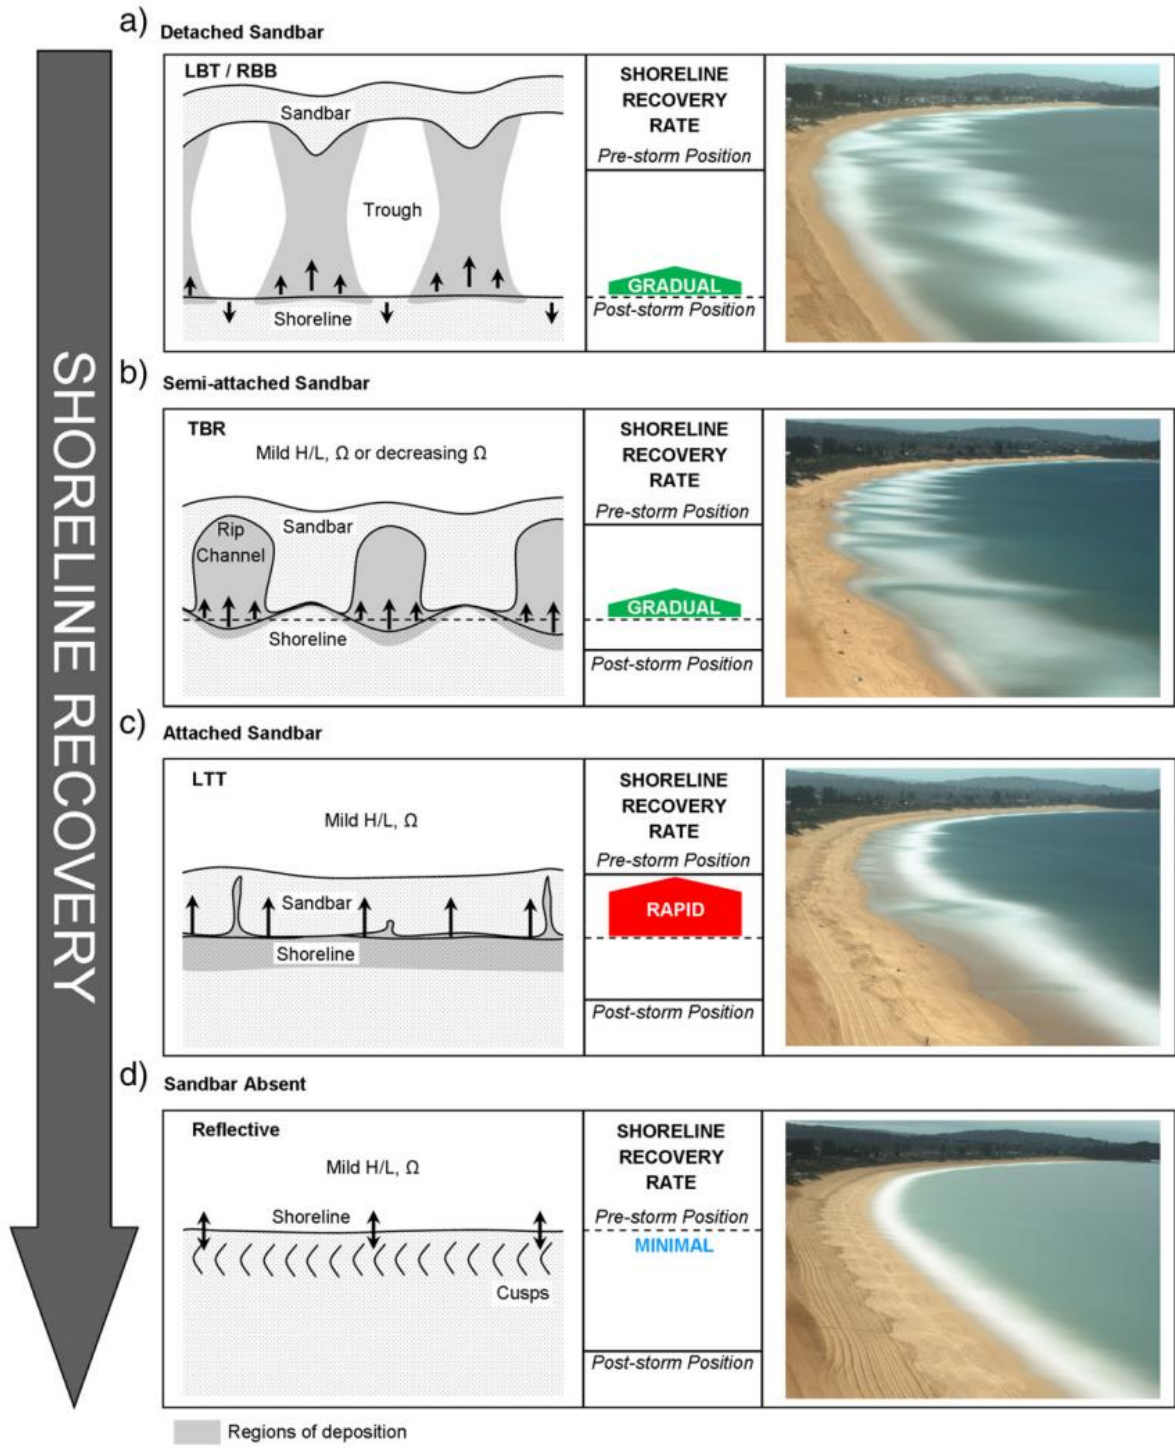 SHORELINE RECOVERY
a) Detached Sandbar
LBT / RBB
Sandbar
Trough
Shoreline
SHORELINE
RECOVERY
RATE
Pre-storm Position
GRADUAL
Post-storm Position
b) Semi-attached Sandbar
TBR
Mild H/L, Ω or decreasing Ω
Rip
Channel
Sandbar
Shoreline
SHORELINE
RECOVERY
RATE
Pre-storm Position
GRADUAL
Post-storm Position
c) Attached Sandbar
LTT
Mild H/L, Ω
Sandbar
Shoreline
SHORELINE
RECOVERY
RATE
Pre-storm Position
RAPID
Post-storm Position
d) Sandbar Absent
Reflective
Mild H/L, Ω
Shoreline
Cusps
SHORELINE
RECOVERY
RATE
Pre-storm Position
MINIMAL
Post-storm Position
Regions of deposition